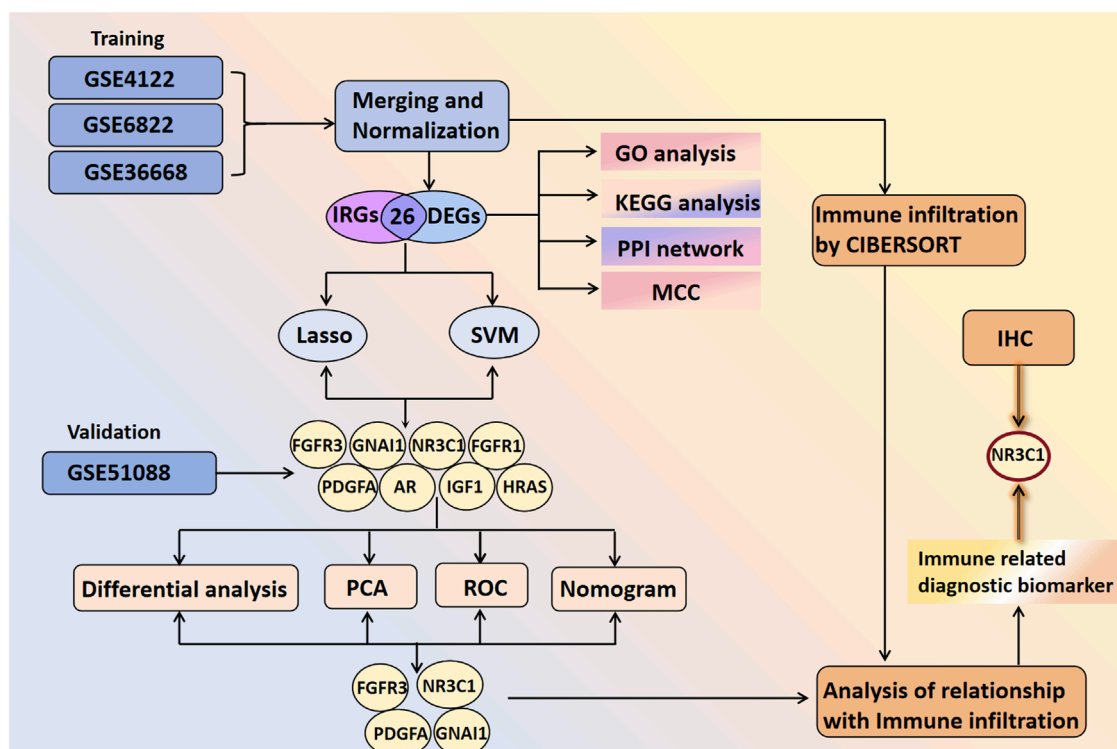 Training
GSE4122
GSE6822
GSE36668
Merging and
Normalization
GO analysis
KEGG analysis
PPI network
MCC
IRGs
26
DEGs
Immune infiltration
by CIBERSORT
Lasso
SVM
IHC
NR3C1
Validation
GSE51088
FGFR3
GNAI1
NR3C1
FGFR1
PDGFA
AR
IGF1
HRAS
Differential analysis
PCA
ROC
Nomogram
Immune related
diagnostic biomarker
FGFR3
NR3C1
PDGFA
GNAI1
Analysis of relationship
with Immune infiltration